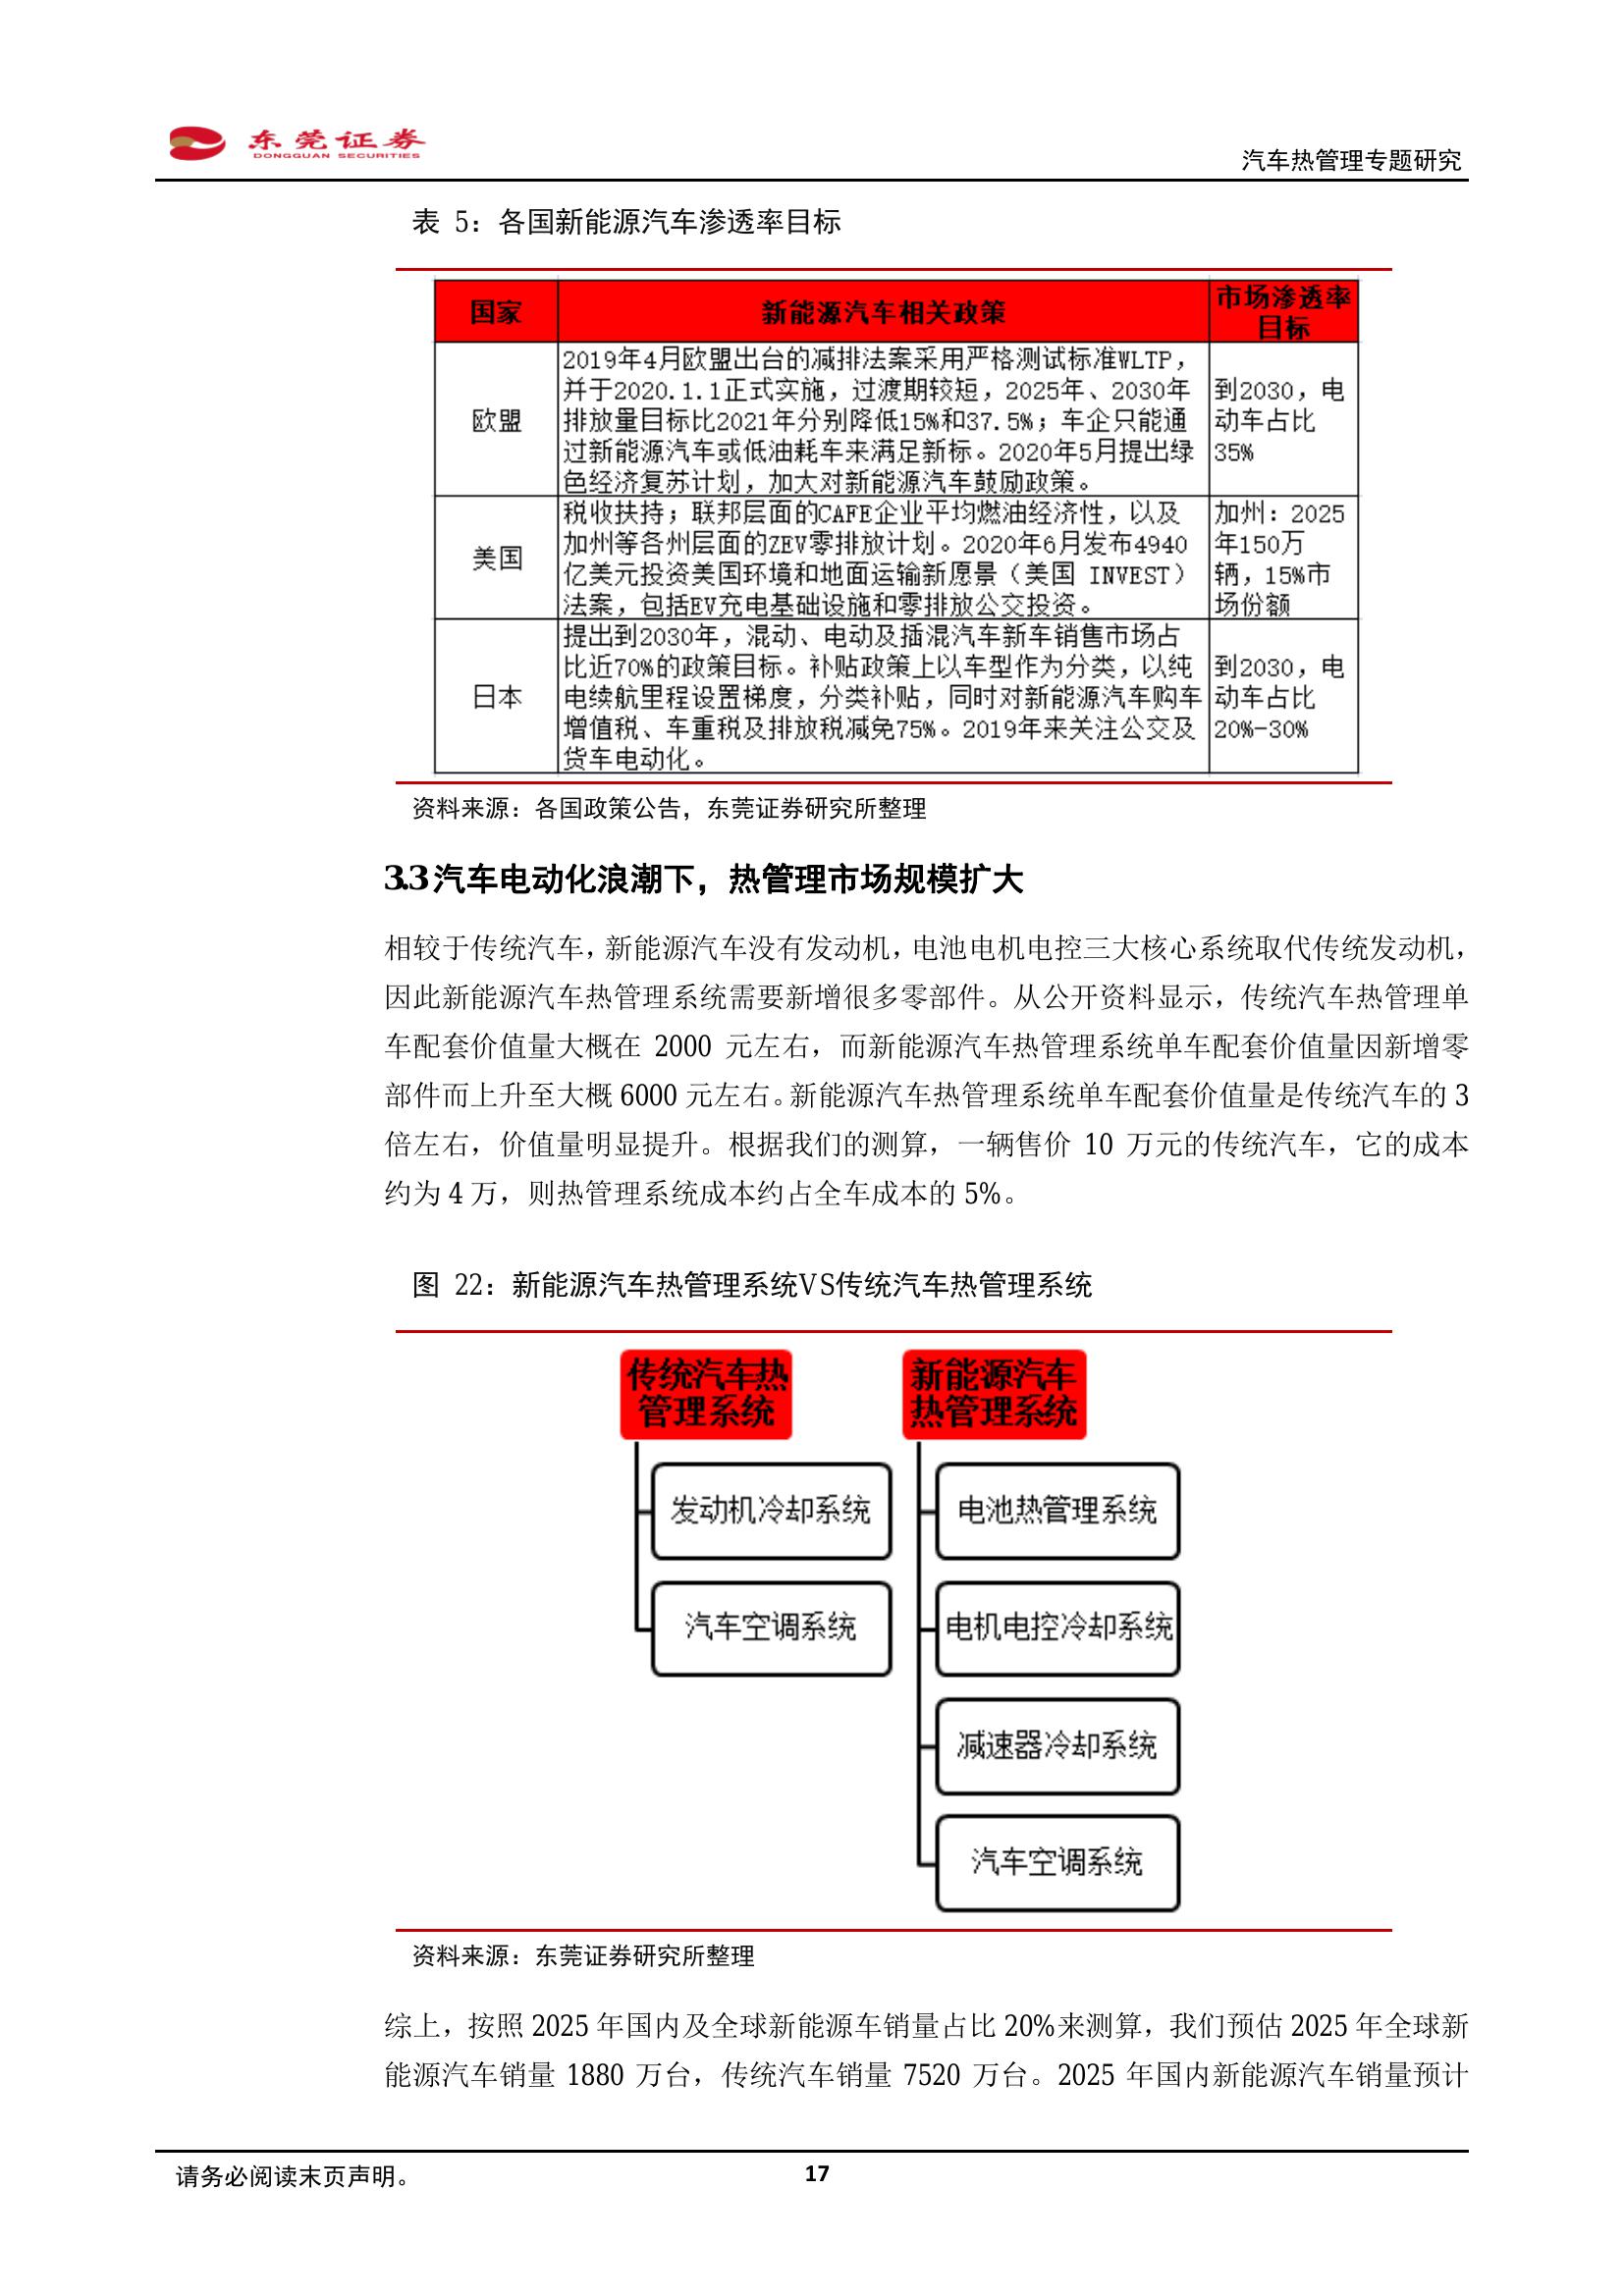 东莞证券
DONGGUAN SECURITIES
汽车热管理专题研究
表 5：各国新能源汽车渗透率目标
国家
新能源汽车相关政策
市场渗透率
目标
欧盟
2019年4月欧盟出台的减排法案采用严格测试标准WLTP，
并于2020.1.1正式实施，过渡期较短，2025年、2030年
排放量目标比2021年分别降低15%和37.5%；车企只能通
过新能源汽车或低油耗车来满足新标。2020年5月提出绿
色经济复苏计划，加大对新能源汽车鼓励政策。
到2030，电
动车占比
35%
美国
税收扶持；联邦层面的CAFE企业平均燃油经济性，以及
加州等各州层面的ZEV零排放计划。2020年6月发布4940
亿美元投资美国环境和地面运输新愿景（美国 INVEST）
法案，包括EV充电基础设施和零排放公交投资。
加州：2025
年150万
辆，15%市
场份额
日本
提出到2030年，混动、电动及插混汽车新车销售市场占
比近70%的政策目标。补贴政策上以车型作为分类，以纯
电续航里程设置梯度，分类补贴，同时对新能源汽车购车
增值税、车重税及排放税减免75%。2019年来关注公交及
货车电动化。
到2030，电
动车占比
20%-30%
资料来源：各国政策公告，东莞证券研究所整理
3.3 汽车电动化浪潮下，热管理市场规模扩大
相较于传统汽车，新能源汽车没有发动机，电池电机电控三大核心系统取代传统发动机，
因此新能源汽车热管理系统需要新增很多零部件。从公开资料显示，传统汽车热管理单
车配套价值量大概在 2000 元左右，而新能源汽车热管理系统单车配套价值量因新增零
部件而上升至大概 6000 元左右。新能源汽车热管理系统单车配套价值量是传统汽车的 3
倍左右，价值量明显提升。根据我们的测算，一辆售价 10 万元的传统汽车，它的成本
约为 4 万，则热管理系统成本约占全车成本的 5%。
图 22：新能源汽车热管理系统VS传统汽车热管理系统
传统汽车热
管理系统
发动机冷却系统
汽车空调系统
新能源汽车
热管理系统
电池热管理系统
电机电控冷却系统
减速器冷却系统
汽车空调系统
资料来源：东莞证券研究所整理
综上，按照 2025 年国内及全球新能源车销量占比 20%来测算，我们预估 2025 年全球新
能源汽车销量 1880 万台，传统汽车销量 7520 万台。2025 年国内新能源汽车销量预计
请务必阅读末页声明。
17